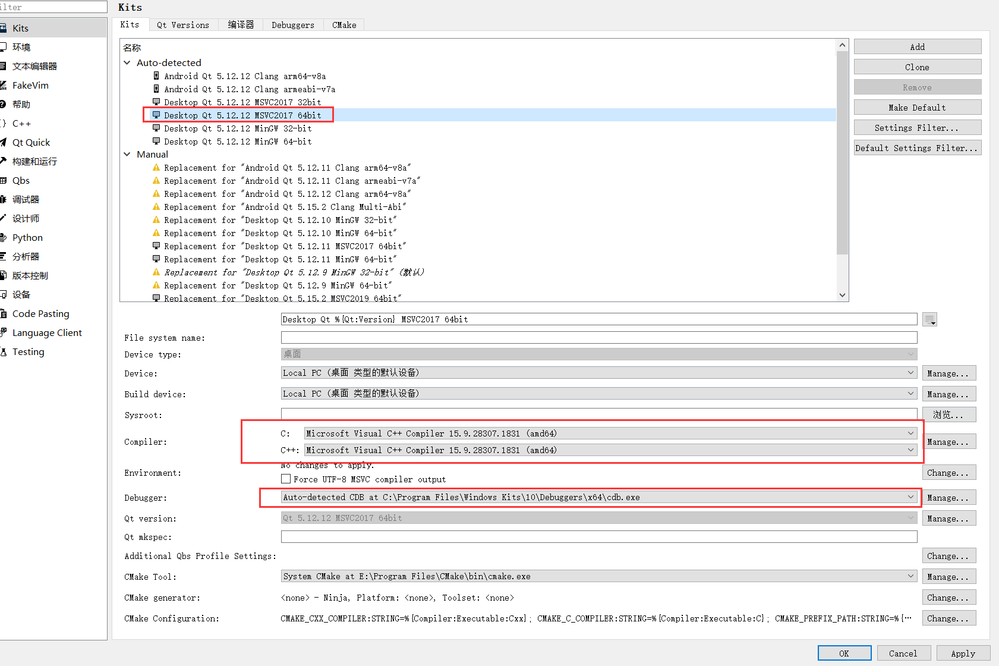 Kits
Kits
Qt Versions
编译器
Debuggers
CMake
Kits
环境
文本编辑器
FakeVim
帮助
C++
Qt Quick
构建和运行
Qbs
调试器
设计师
Python
分析器
版本控制
设备
Code Pasting
Language Client
Testing
名称
Auto-detected
Android Qt 5.12.12 Clang arm64-v8a
Android Qt 5.12.12 Clang armeabi-v7a
Desktop Qt 5.12.12 MSVC2017 32bit
Desktop Qt 5.12.12 MSVC2017 64bit
Desktop Qt 5.12.12 MinGW 32-bit
Desktop Qt 5.12.12 MinGW 64-bit
Manual
Replacement for "Android Qt 5.12.11 Clang arm64-v8a"
Replacement for "Android Qt 5.12.11 Clang armeabi-v7a"
Replacement for "Android Qt 5.12.12 Clang arm64-v8a"
Replacement for "Android Qt 5.15.2 Clang Multi-Abi"
Replacement for "Desktop Qt 5.12.10 MinGW 32-bit"
Replacement for "Desktop Qt 5.12.10 MinGW 64-bit"
Replacement for "Desktop Qt 5.12.11 MSVC2017 64bit"
Replacement for "Desktop Qt 5.12.11 MinGW 64-bit"
Replacement for "Desktop Qt 5.12.9 MinGW 32-bit" (默认)
Replacement for "Desktop Qt 5.12.9 MinGW 64-bit"
Replacement for "Desktop Qt 5.15.2 MSVC2019 64bit"
Add
Clone
Remove
Make Default
Settings Filter...
Default Settings Filter...
Desktop Qt %{Qt:Version} MSVC2017 64bit
File system name:
Device type: 桌面
Device: Local PC (桌面 类型的默认设备) Manage...
Build device: Local PC (桌面 类型的默认设备) Manage...
Sysroot: 浏览...
C: Microsoft Visual C++ Compiler 15.9.28307.1831 (amd64)
Compiler: Manage...
C++: Microsoft Visual C++ Compiler 15.9.28307.1831 (amd64)
No changes to apply.
Environment: Change...
Force UTF-8 MSVC compiler output
Debugger: Auto-detected CDB at C:\Program Files\Windows Kits\10\Debuggers\x64\cdb.exe Manage...
Qt version: Qt 5.12.12 MSVC2017 64bit Manage...
Qt mkspec:
Additional Qbs Profile Settings: Change...
CMake Tool: System CMake at E:\Program Files\CMake\bin\cmake.exe Manage...
CMake generator: <none> - Ninja, Platform: <none>, Toolset: <none> Change...
CMake Configuration: CMAKE_CXX_COMPILER:STRING=%{Compiler:Executable:Cxx}; CMAKE_C_COMPILER:STRING=%{Compiler:Executable:C}; CMAKE_PREFIX_PATH:STRING=%{... Change...
OK
Cancel
Apply